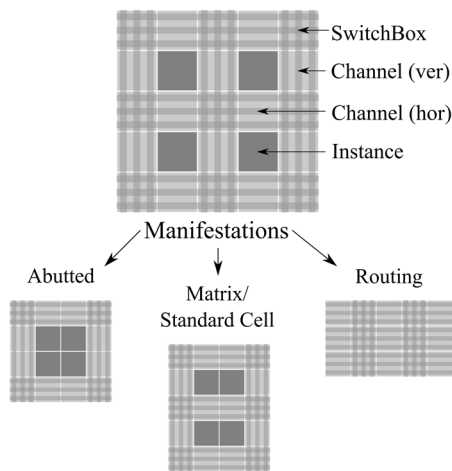 SwitchBox
Channel (ver)
Channel (hor)
Instance
Manifestations
Abutted
Matrix/
Standard Cell
Routing